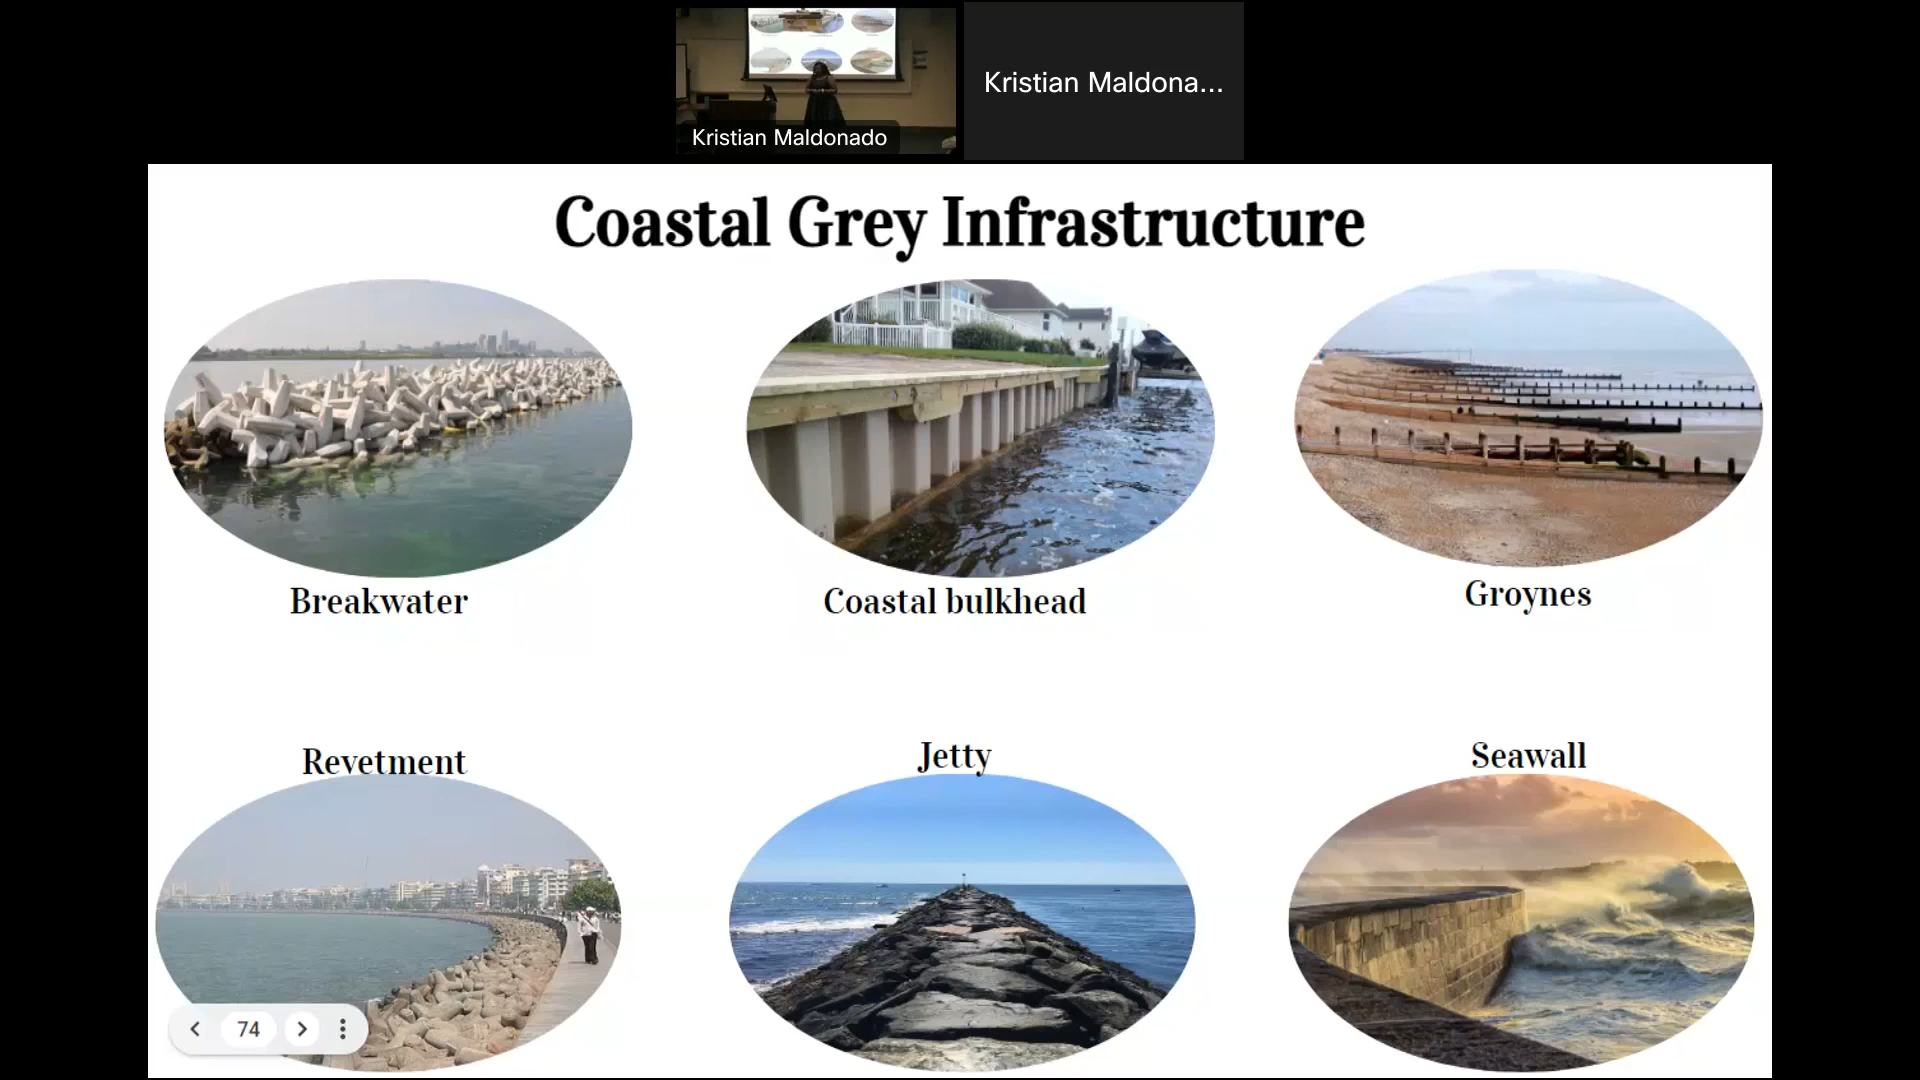 Kristian Maldonado
Kristian Maldona...
Coastal Grey Infrastructure
Breakwater
Coastal bulkhead
Groynes
Revetment
Jetty
Seawall
74